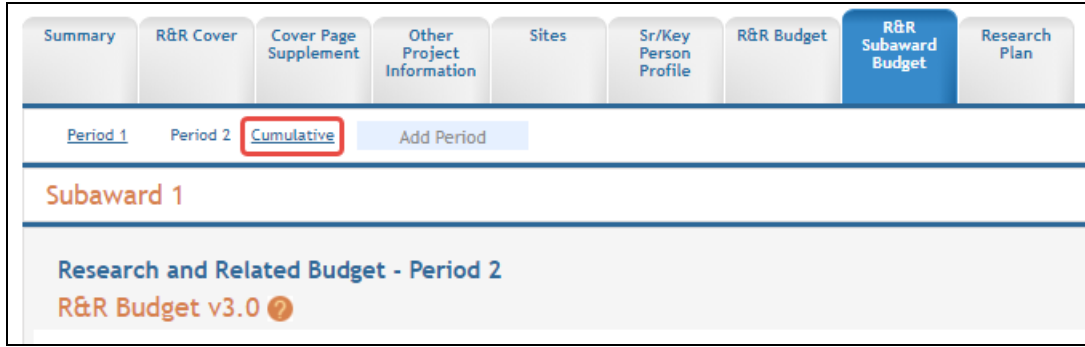 Summary
R&R Cover
Cover Page
Supplement
Other
Project
Information
Sites
Sr/Key
Person
Profile
R&R Budget
R&R
Subaward
Budget
Research
Plan
Period 1 Period 2 Cumulative Add Period
Subaward 1
Research and Related Budget - Period 2
R&R Budget v3.0 ?